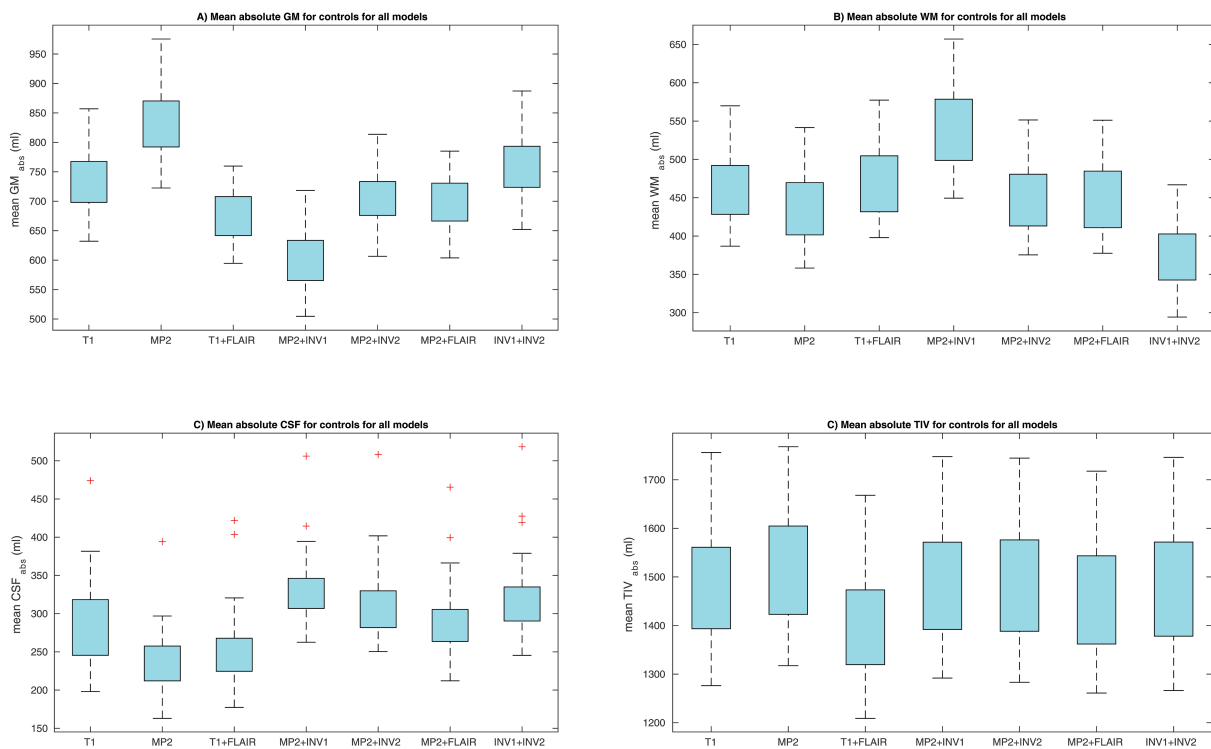 A) Mean absolute GM for controls for all models
mean GM abs (ml)
950
900
850
800
750
700
650
600
550
500
T1 MP2 T1+FLAIR MP2+INV1 MP2+INV2 MP2+FLAIR INV1+INV2
B) Mean absolute WM for controls for all models
mean WM abs (ml)
650
600
550
500
450
400
350
300
T1 MP2 T1+FLAIR MP2+INV1 MP2+INV2 MP2+FLAIR INV1+INV2
C) Mean absolute CSF for controls for all models
mean CSF abs (ml)
500
450
400
350
300
250
200
150
T1 MP2 T1+FLAIR MP2+INV1 MP2+INV2 MP2+FLAIR INV1+INV2
C) Mean absolute TIV for controls for all models
mean TIV abs (ml)
1700
1600
1500
1400
1300
1200
T1 MP2 T1+FLAIR MP2+INV1 MP2+INV2 MP2+FLAIR INV1+INV2